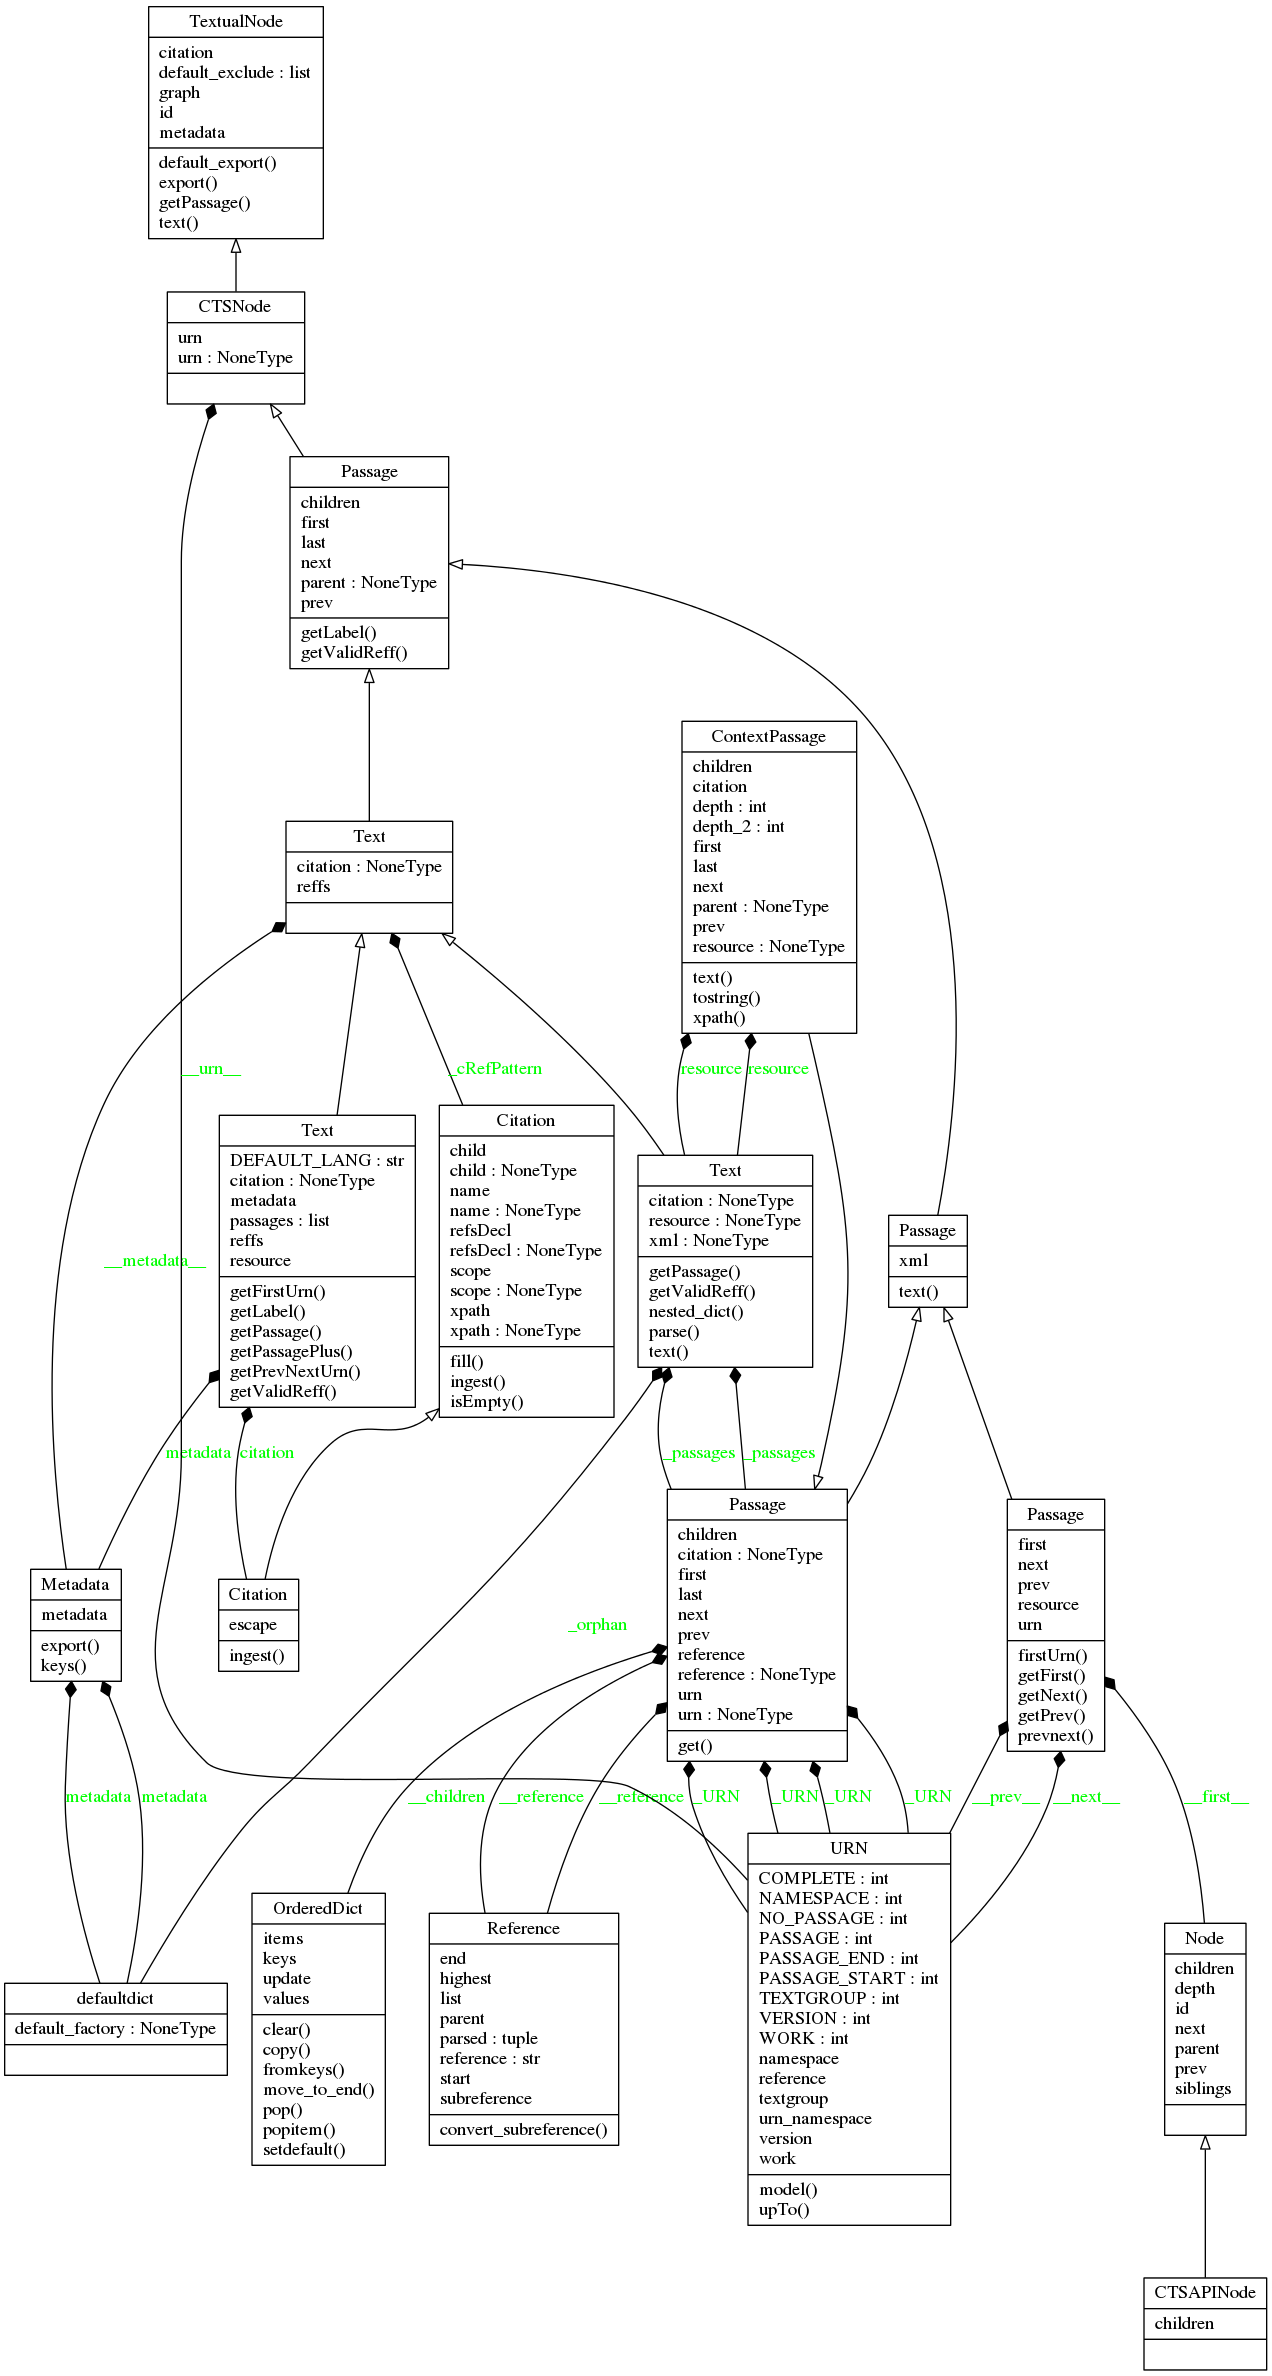 TextualNode
citation
default_exclude : list
graph
id
metadata
default_export()
export()
getPassage()
text()
CTSNode
urn
urn : NoneType
Passage
children
first
last
next
parent : NoneType
prev
getLabel()
getValidReff()
ContextPassage
children
citation
depth : int
depth_2 : int
first
last
next
parent : NoneType
prev
resource : NoneType
text()
tostring()
xpath()
Text
citation : NoneType
reffs
__urn__
_cRefPattern
resource
resource
Text
DEFAULT_LANG : str
citation : NoneType
metadata
passages : list
reffs
resource
getFirstUrn()
getLabel()
getPassage()
getPassagePlus()
getPrevNextUrn()
getValidReff()
Citation
child
child : NoneType
name
name : NoneType
refsDecl
refsDecl : NoneType
scope
scope : NoneType
xpath
xpath : NoneType
fill()
ingest()
isEmpty()
Text
citation : NoneType
resource : NoneType
xml : NoneType
getPassage()
getValidReff()
nested_dict()
parse()
text()
Passage
xml
text()
__metadata__
metadata
citation
_passages
_passages
Passage
children
citation : NoneType
first
last
next
prev
reference
reference : NoneType
urn
urn : NoneType
get()
Passage
first
next
prev
resource
urn
firstUrn()
getFirst()
getNext()
getPrev()
prevnext()
Metadata
metadata
export()
keys()
Citation
escape
ingest()
_orphan
metadata
metadata
__children
__reference
__reference
_URN
_URN
_URN
_URN
__prev__
__next__
__first__
URN
COMPLETE : int
NAMESPACE : int
NO_PASSAGE : int
PASSAGE : int
PASSAGE_END : int
PASSAGE_START : int
TEXTGROUP : int
VERSION : int
WORK : int
namespace
reference
textgroup
urn_namespace
version
work
model()
upTo()
OrderedDict
items
keys
update
values
clear()
copy()
fromkeys()
move_to_end()
pop()
popitem()
setdefault()
Reference
end
highest
list
parent
parsed : tuple
reference : str
start
subreference
convert_subreference()
Node
children
depth
id
next
parent
prev
siblings
defaultdict
default_factory : NoneType
CTSAPINode
children